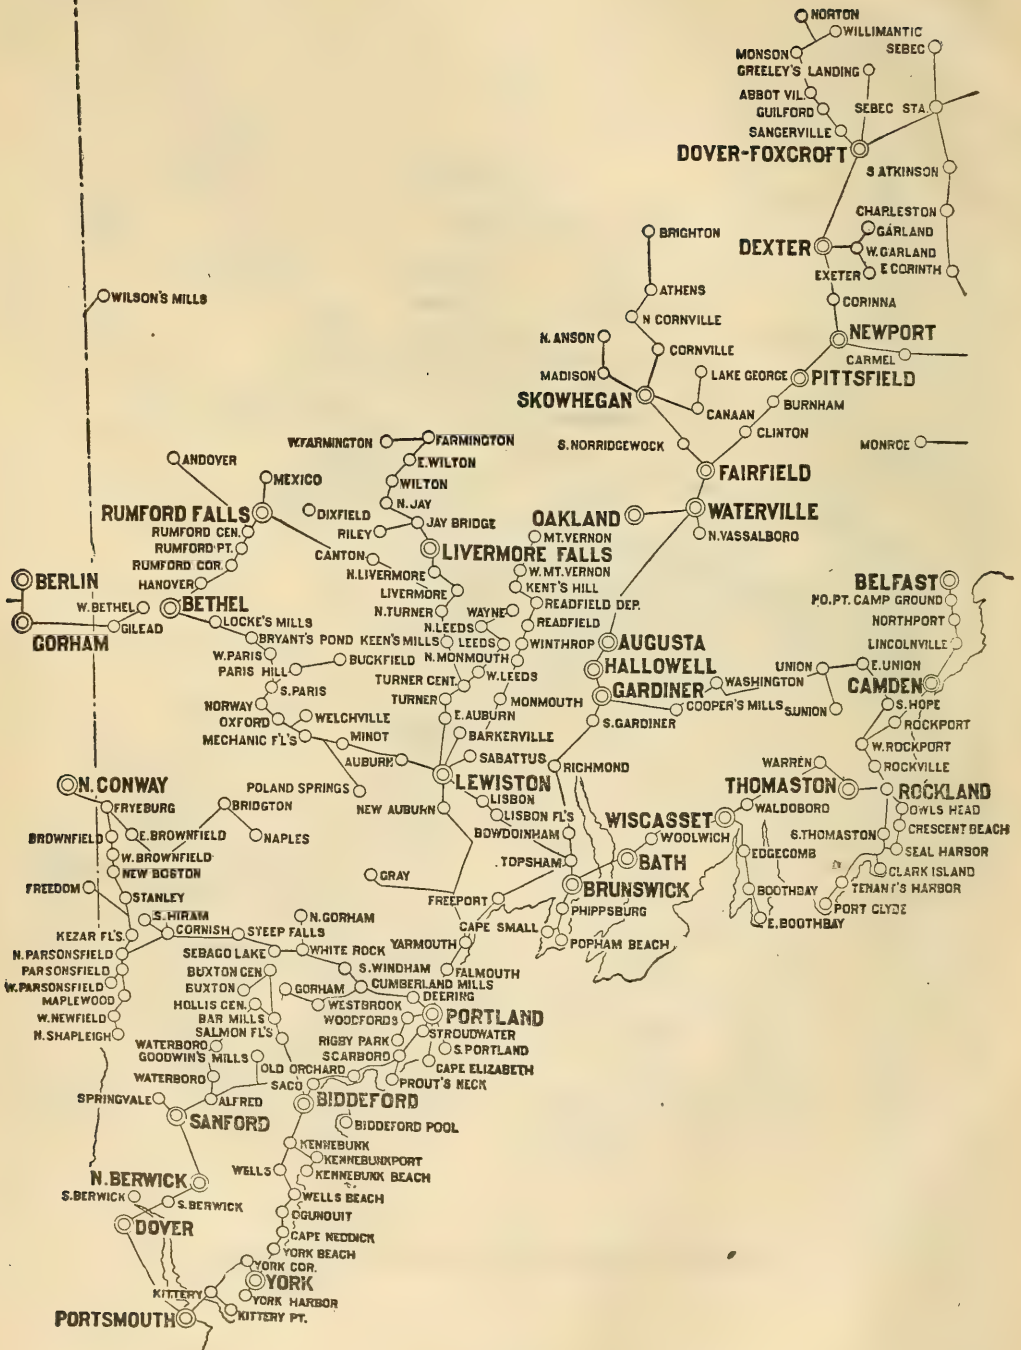 NORTON
WILLIMANTIC
SEBEC
MONSON
GREELEY'S LANDING
ABBOT VIL.
SEBEC STA.
GUILFORD
SANGERVILLE
DOVER-FOXCROFT
S ATKINSON
CHARLESTON
BRIGHTON
GARLAND
DEXTER
W. GARLAND
EXETER
E CORINTH
ATHENS
WILSON'S MILLS
CORINNA
N CORNVILLE
NEWPORT
N. ANSON
CORNVILLE
CARMEL
MADISON
LAKE GEORGE
PITTSFIELD
SKOWHEGAN
BURNHAM
CANAAN
CLINTON
W. FARMINGTON
FARMINGTON
S. NORRIDGEWOCK
MONROE
ANDOVER
E. WILTON
FAIRFIELD
MEXICO
WILTON
N. JAY
RUMFORD FALLS
DIXFIELD
OAKLAND
WATERVILLE
JAY BRIDGE
RUMFORD CEN.
RILEY
MT. VERNON
N. VASSALBORO
RUMFORD PT.
LIVERMORE FALLS
CANTON
RUMFORD COR.
N. LIVERMORE
W. MT. VERNON
BERLIN
HANOVER
LIVERMORE
KENT'S HILL
BELFAST
W. BETHEL
BETHEL
N. TURNER
WAYNE
READFIELD DEP.
PO. PT. CAMP GROUND
GILEAD
LOCKE'S MILLS
N. LEEDS
READFIELD
NORTHPORT
GORHAM
BRYANT'S POND
KEEN'S MILLS
LEEDS
WINTHROP
AUGUSTA
LINCOLNVILLE
W. PARIS
BUCKFIELD
N. MONMOUTH
HALLOWELL
UNION
E. UNION
PARIS HILL
W. LEEDS
WASHINGTON
CAMDEN
S. PARIS
TURNER CENT.
GARDINER
NORWAY
TURNER
MONMOUTH
COOPER'S MILLS
S. UNION
S. HOPE
OXFORD
WELCHVILLE
E. AUBURN
S. GARDINER
ROCKPORT
MECHANIC F'L'S
MINOT
BARKERVILLE
W. ROCKPORT
AUBURN
SABATTUS
RICHMOND
WARREN
ROCKVILLE
N. CONWAY
POLAND SPRINGS
LEWISTON
THOMASTON
ROCKLAND
FRYEBURG
BRIDGTON
NEW AUBURN
LISBON
WALDOBORO
OWLS HEAD
LISBON FL'S
WISCASSET
BROWNFIELD
E. BROWNFIELD
NAPLES
BOWDOINHAM
WOOLWICH
S. THOMASTON
CRESCENT BEACH
W. BROWNFIELD
TOPSHAM
BATH
EDGECOMB
SEAL HARBOR
NEW BOSTON
GRAY
BRUNSWICK
CLARK ISLAND
FREEDOM
STANLEY
FREEPORT
BOOTHBAY
TENANT'S HARBOR
S. HIRAM
N. GORHAM
PHIPPSBURG
PORT CLYDE
KEZAR FL'S.
CORNISH
STEEP FALLS
CAPE SMALL
E. BOOTHBAY
N. PARSONSFIELD
SEBAGO LAKE
WHITE ROCK
YARMOUTH
POPHAM BEACH
PARSONSFIELD
BUXTON CEN
S. WINDHAM
FALMOUTH
W. PARSONSFIELD
BUXTON
GORHAM
CUMBERLAND MILLS
MAPLEWOOD
HOLLIS CEN.
WESTBROOK
DEERING
W. NEWFIELD
BAR MILLS
WOODFORDS
PORTLAND
N. SHAPLEIGH
SALMON FL'S
RIGBY PARK
STROUDWATER
WATERBORO
SCARBORO
S. PORTLAND
GOODWIN'S MILLS
OLD ORCHARD
CAPE ELIZABETH
WATERBORO
SACO
PROUT'S NECK
SPRINGVALE
ALFRED
BIDDEFORD
SANFORD
BIDDEFORD POOL
KENNEBUNK
KENNEBUNKPORT
N. BERWICK
WELLS
KENNEBUNK BEACH
S. BERWICK
S. BERWICK
WELLS BEACH
DOVER
OGUNQUIT
CAPE NEDDICK
YORK BEACH
YORK COR.
YORK
KITTERY
YORK HARBOR
PORTSMOUTH
KITTERY PT.